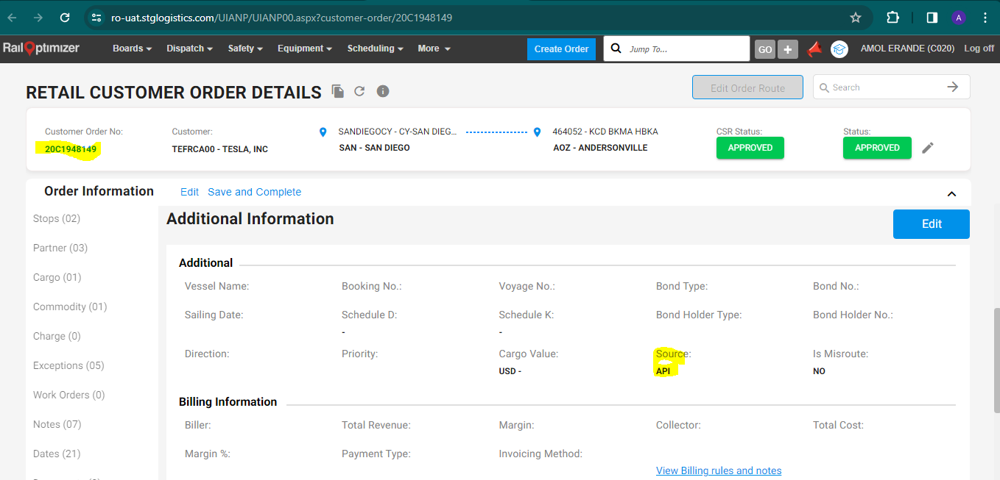 ro-uat.stglogistics.com/UIANP/UIANP00.aspx?customer-order/20C1948149
A
RailOptimizer
Boards Dispatch Safety Equipment Scheduling More
Create Order
Jump To...
GO +
AMOL ERANDE (C020) Log off
RETAIL CUSTOMER ORDER DETAILS
Edit Order Route
Search
Customer Order No: Customer: SANDIEGOCY - CY-SAN DIEG... 464052 - KCD BKMA HBKA CSR Status: Status:
20C1948149 TEFRCA00 - TESLA, INC SAN - SAN DIEGO AOZ - ANDERSONVILLE APPROVED APPROVED
Order Information Edit Save and Complete
Stops (02)
Partner (03)
Cargo (01)
Commodity (01)
Charge (0)
Exceptions (05)
Work Orders (0)
Notes (07)
Dates (21)
Additional Information
Edit
Additional
Vessel Name: Booking No.: Voyage No.: Bond Type: Bond No.:
Sailing Date: Schedule D: Schedule K: Bond Holder Type: Bond Holder No.:
- -
Direction: Priority: Cargo Value: Source: Is Misroute:
USD - API NO
Billing Information
Biller: Total Revenue: Margin: Collector: Total Cost:
Margin %: Payment Type: Invoicing Method:
View Billing rules and notes